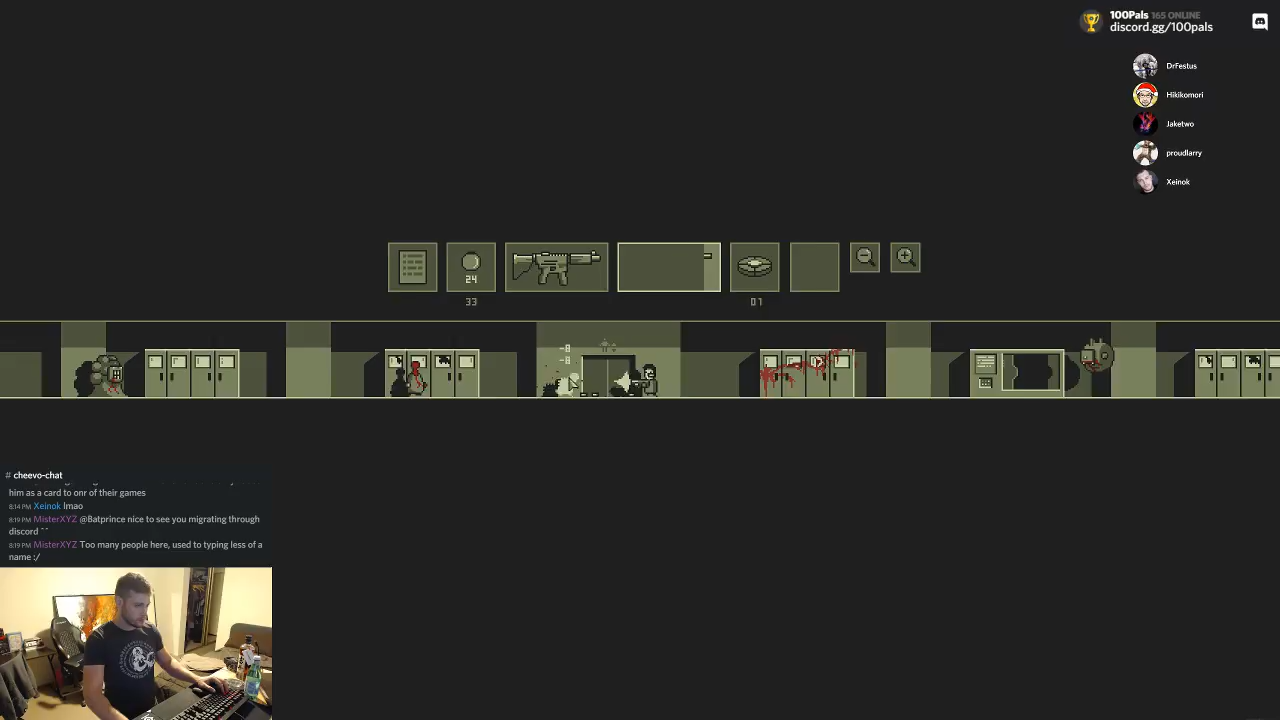 100Pals 165 ONLINE
discord.gg/100pals
DrFestus
Hikikomori
Jaketwo
proudlarry
Xeinok
24
33
01
-8
-8
# cheevo-chat
him as a card to onr of their games
8:14 PM Xeinok lmao
8:19 PM MisterXYZ @Batprince nice to see you migrating through
discord ^^
8:19 PM MisterXYZ Too many people here, used to typing less of a
name :/